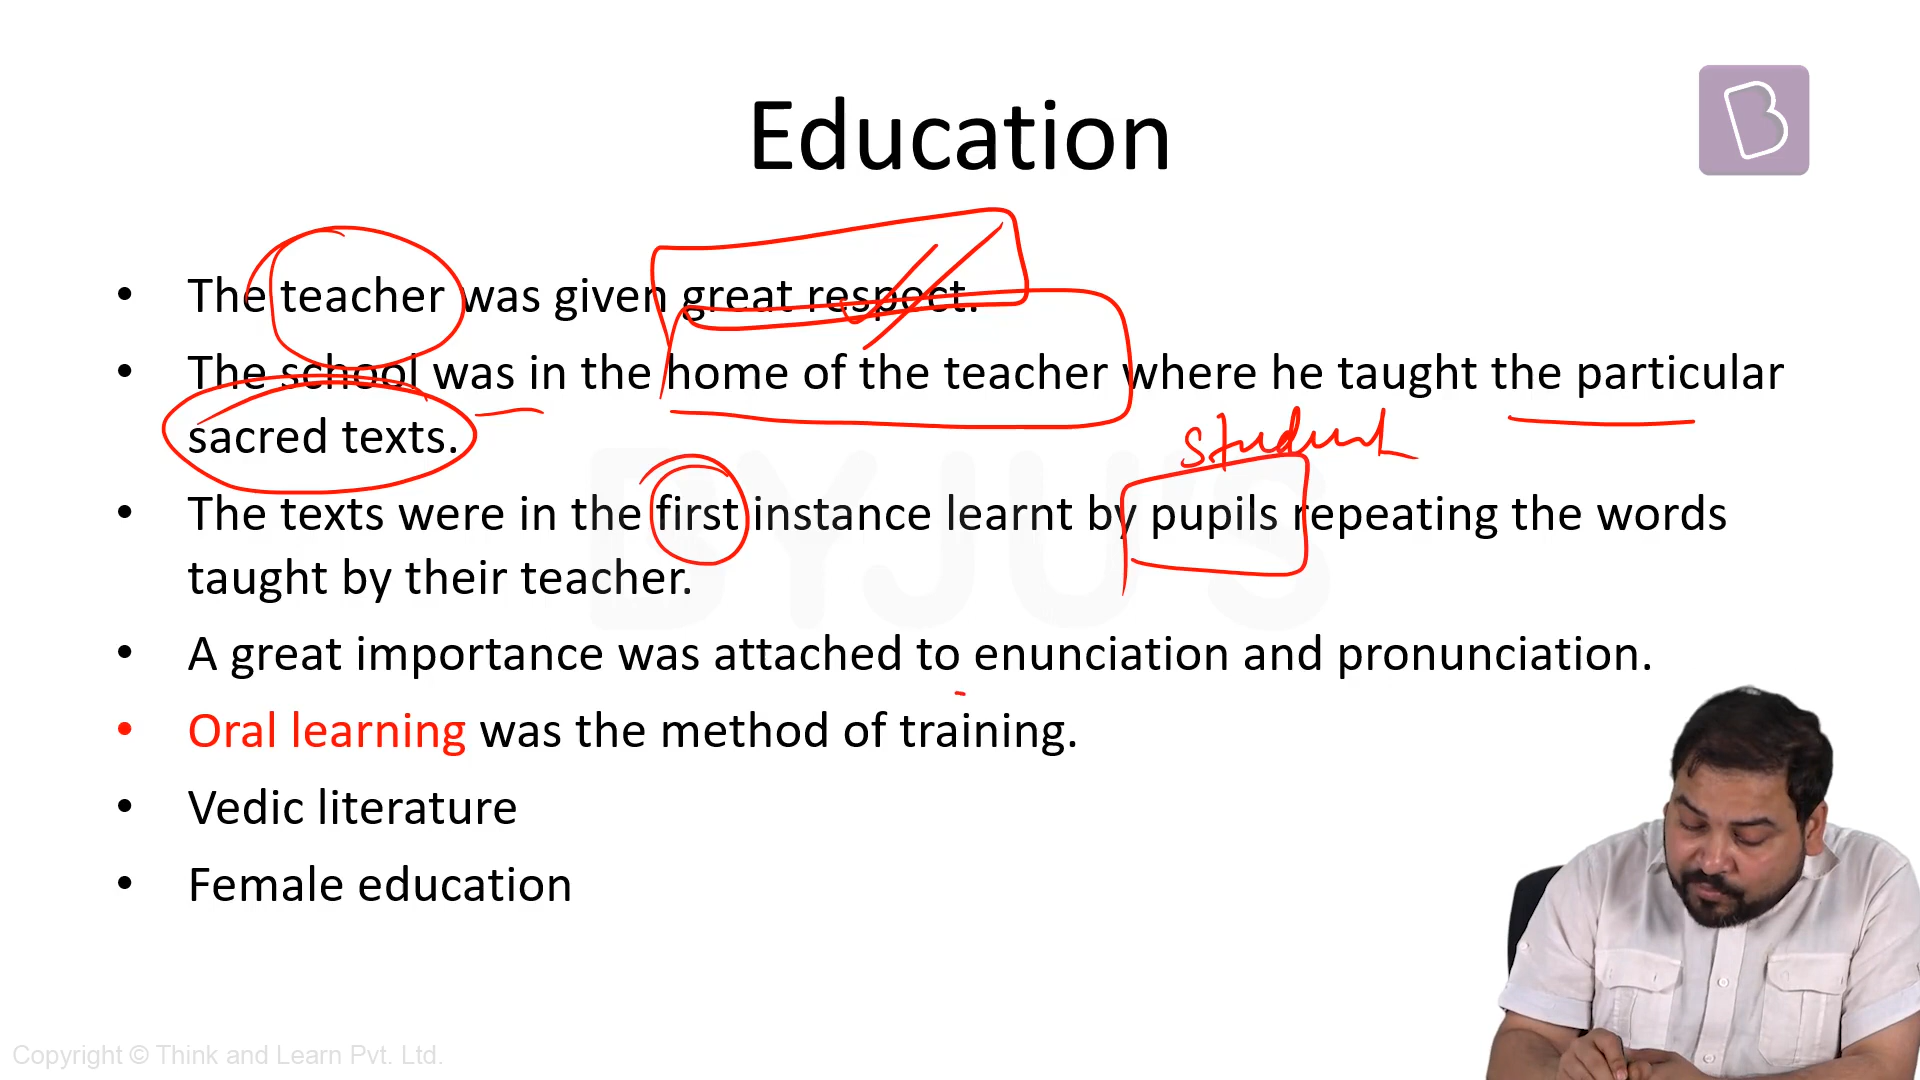 Education
• The teacher was given great respect.
• The school was in the home of the teacher where he taught the particular
sacred texts.
student
• The texts were in the first instance learnt by pupils repeating the words
taught by their teacher.
• A great importance was attached to enunciation and pronunciation.
• Oral learning was the method of training.
• Vedic literature
• Female education
BYJU'S
Copyright © Think and Learn Pvt. Ltd.